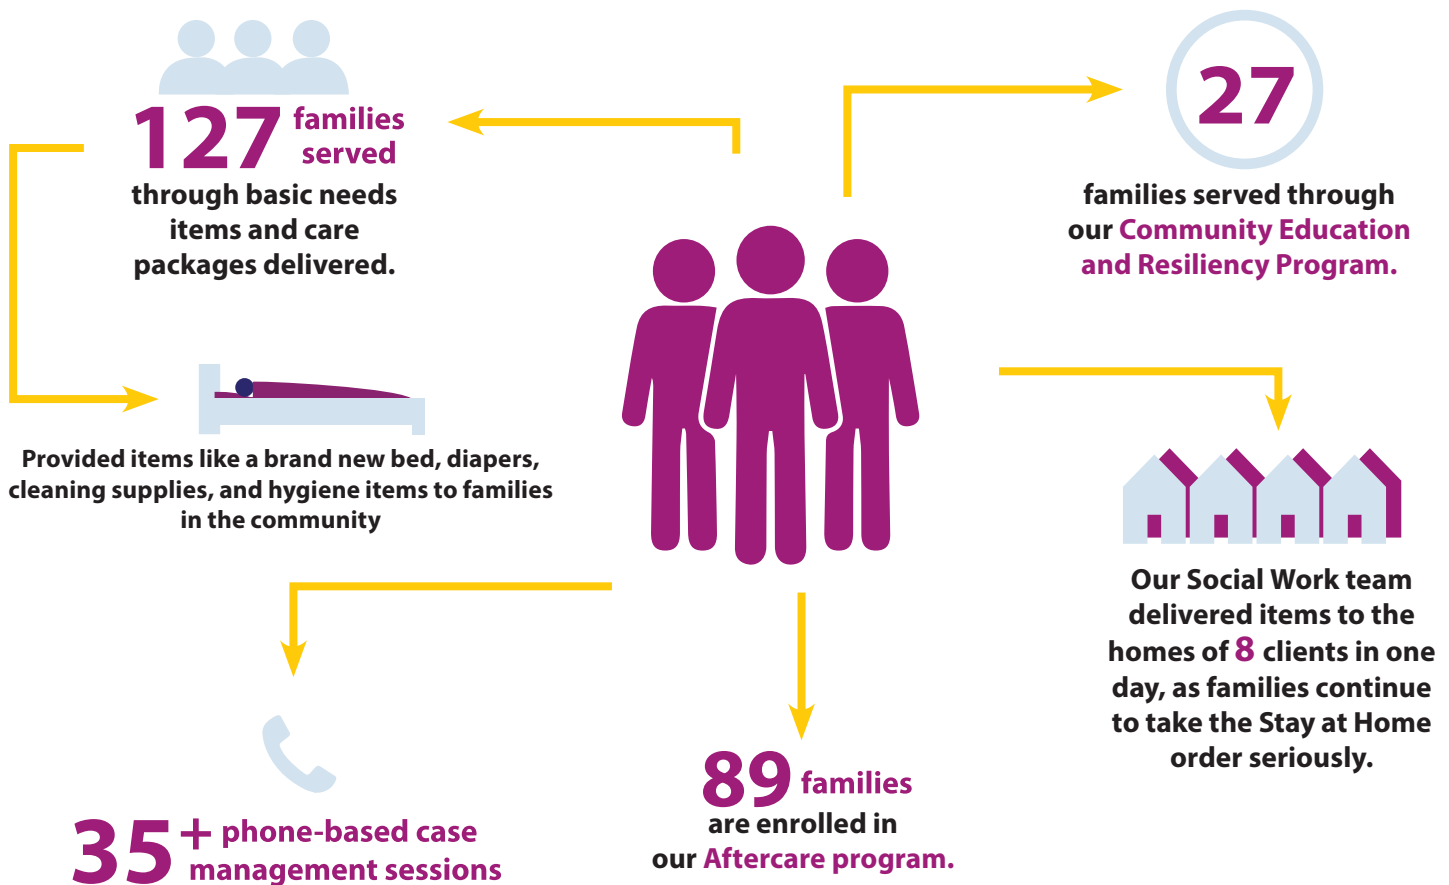 127 families
served
through basic needs
items and care
packages delivered.
27
families served through
our Community Education
and Resiliency Program.
Provided items like a brand new bed, diapers,
cleaning supplies, and hygiene items to families
in the community
Our Social Work team
delivered items to the
homes of 8 clients in one
day, as families continue
to take the Stay at Home
order seriously.
35+ phone-based case
management sessions
89 families
are enrolled in
our Aftercare program.